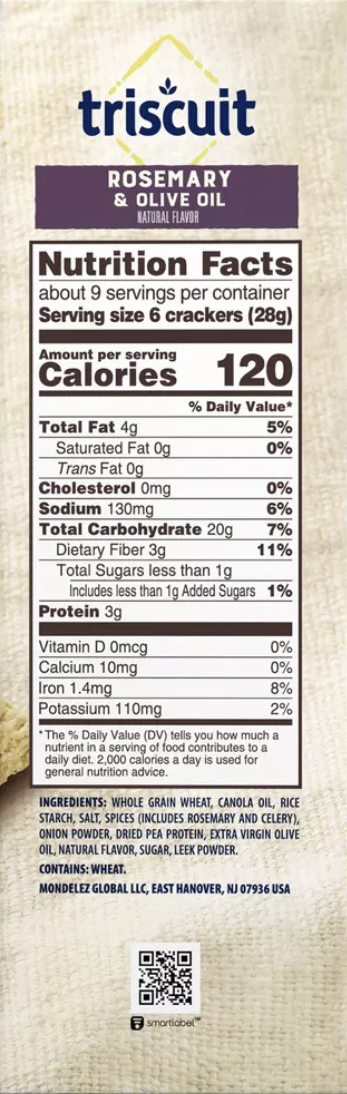 triscuit
ROSEMARY
& OLIVE OIL
NATURAL FLAVOR
Nutrition Facts
about 9 servings per container
Serving size 6 crackers (28g)
Amount per serving
Calories 120
% Daily Value*
Total Fat 4g 5%
Saturated Fat 0g 0%
Trans Fat 0g
Cholesterol 0mg 0%
Sodium 130mg 6%
Total Carbohydrate 20g 7%
Dietary Fiber 3g 11%
Total Sugars less than 1g
Includes less than 1g Added Sugars 1%
Protein 3g
Vitamin D 0mcg 0%
Calcium 10mg 0%
Iron 1.4mg 8%
Potassium 110mg 2%
* The % Daily Value (DV) tells you how much a
nutrient in a serving of food contributes to a
daily diet. 2,000 calories a day is used for
general nutrition advice.
INGREDIENTS: WHOLE GRAIN WHEAT, CANOLA OIL, RICE
STARCH, SALT, SPICES (INCLUDES ROSEMARY AND CELERY),
ONION POWDER, DRIED PEA PROTEIN, EXTRA VIRGIN OLIVE
OIL, NATURAL FLAVOR, SUGAR, LEEK POWDER.
CONTAINS: WHEAT.
MONDELEZ GLOBAL LLC, EAST HANOVER, NJ 07936 USA
smartlabel™